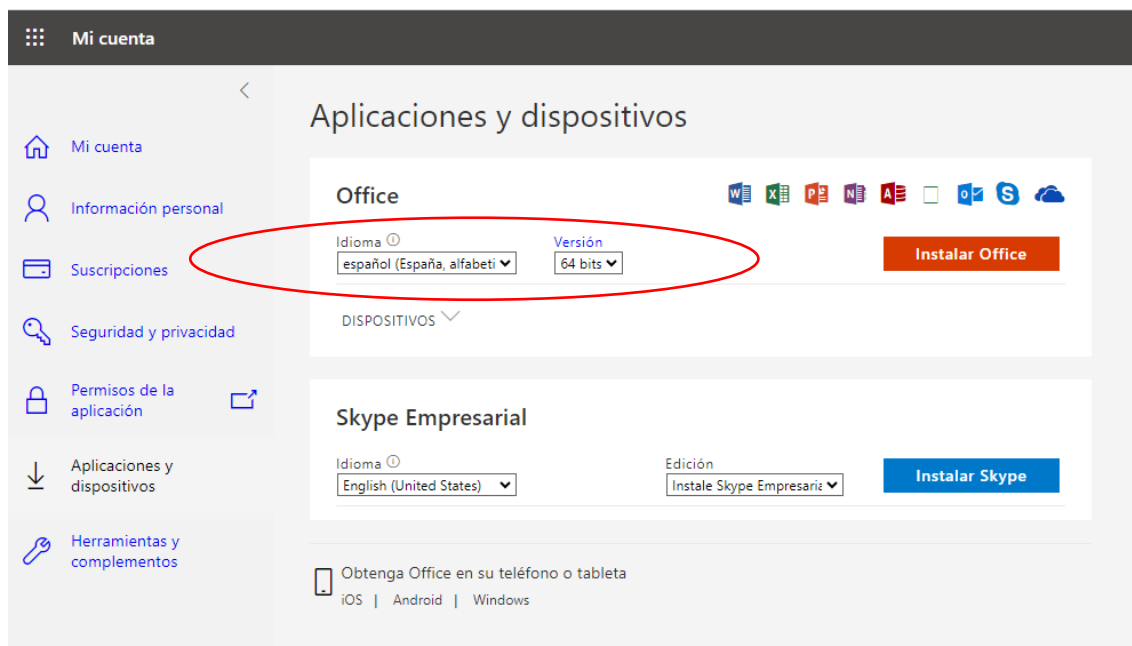 Mi cuenta
Mi cuenta
Información personal
Suscripciones
Seguridad y privacidad
Permisos de la
aplicación
Aplicaciones y
dispositivos
Herramientas y
complementos
Aplicaciones y dispositivos
Office
Idioma
Versión
español (España, alfabeti
64 bits
Instalar Office
DISPOSITIVOS
Skype Empresarial
Idioma
Edición
English (United States)
Instale Skype Empresaria
Instalar Skype
Obtenga Office en su teléfono o tableta
iOS | Android | Windows